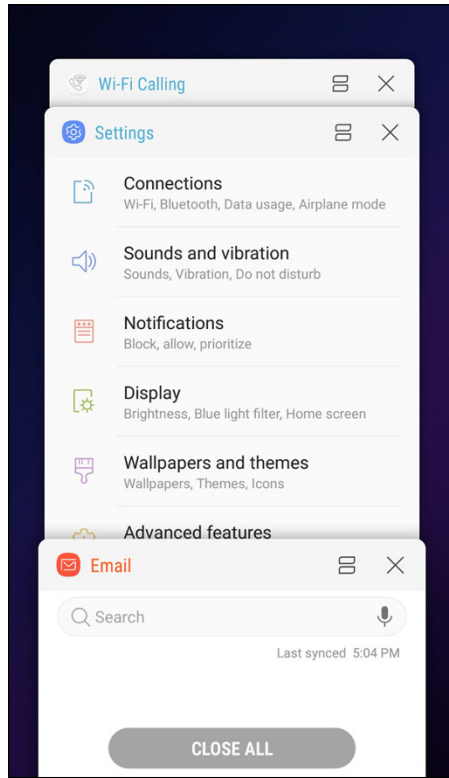 Wi-Fi Calling
Settings
Connections
Wi-Fi, Bluetooth, Data usage, Airplane mode
Sounds and vibration
Sounds, Vibration, Do not disturb
Notifications
Block, allow, prioritize
Display
Brightness, Blue light filter, Home screen
Wallpapers and themes
Wallpapers, Themes, Icons
Advanced features
Email
Search
Last synced 5:04 PM
CLOSE ALL